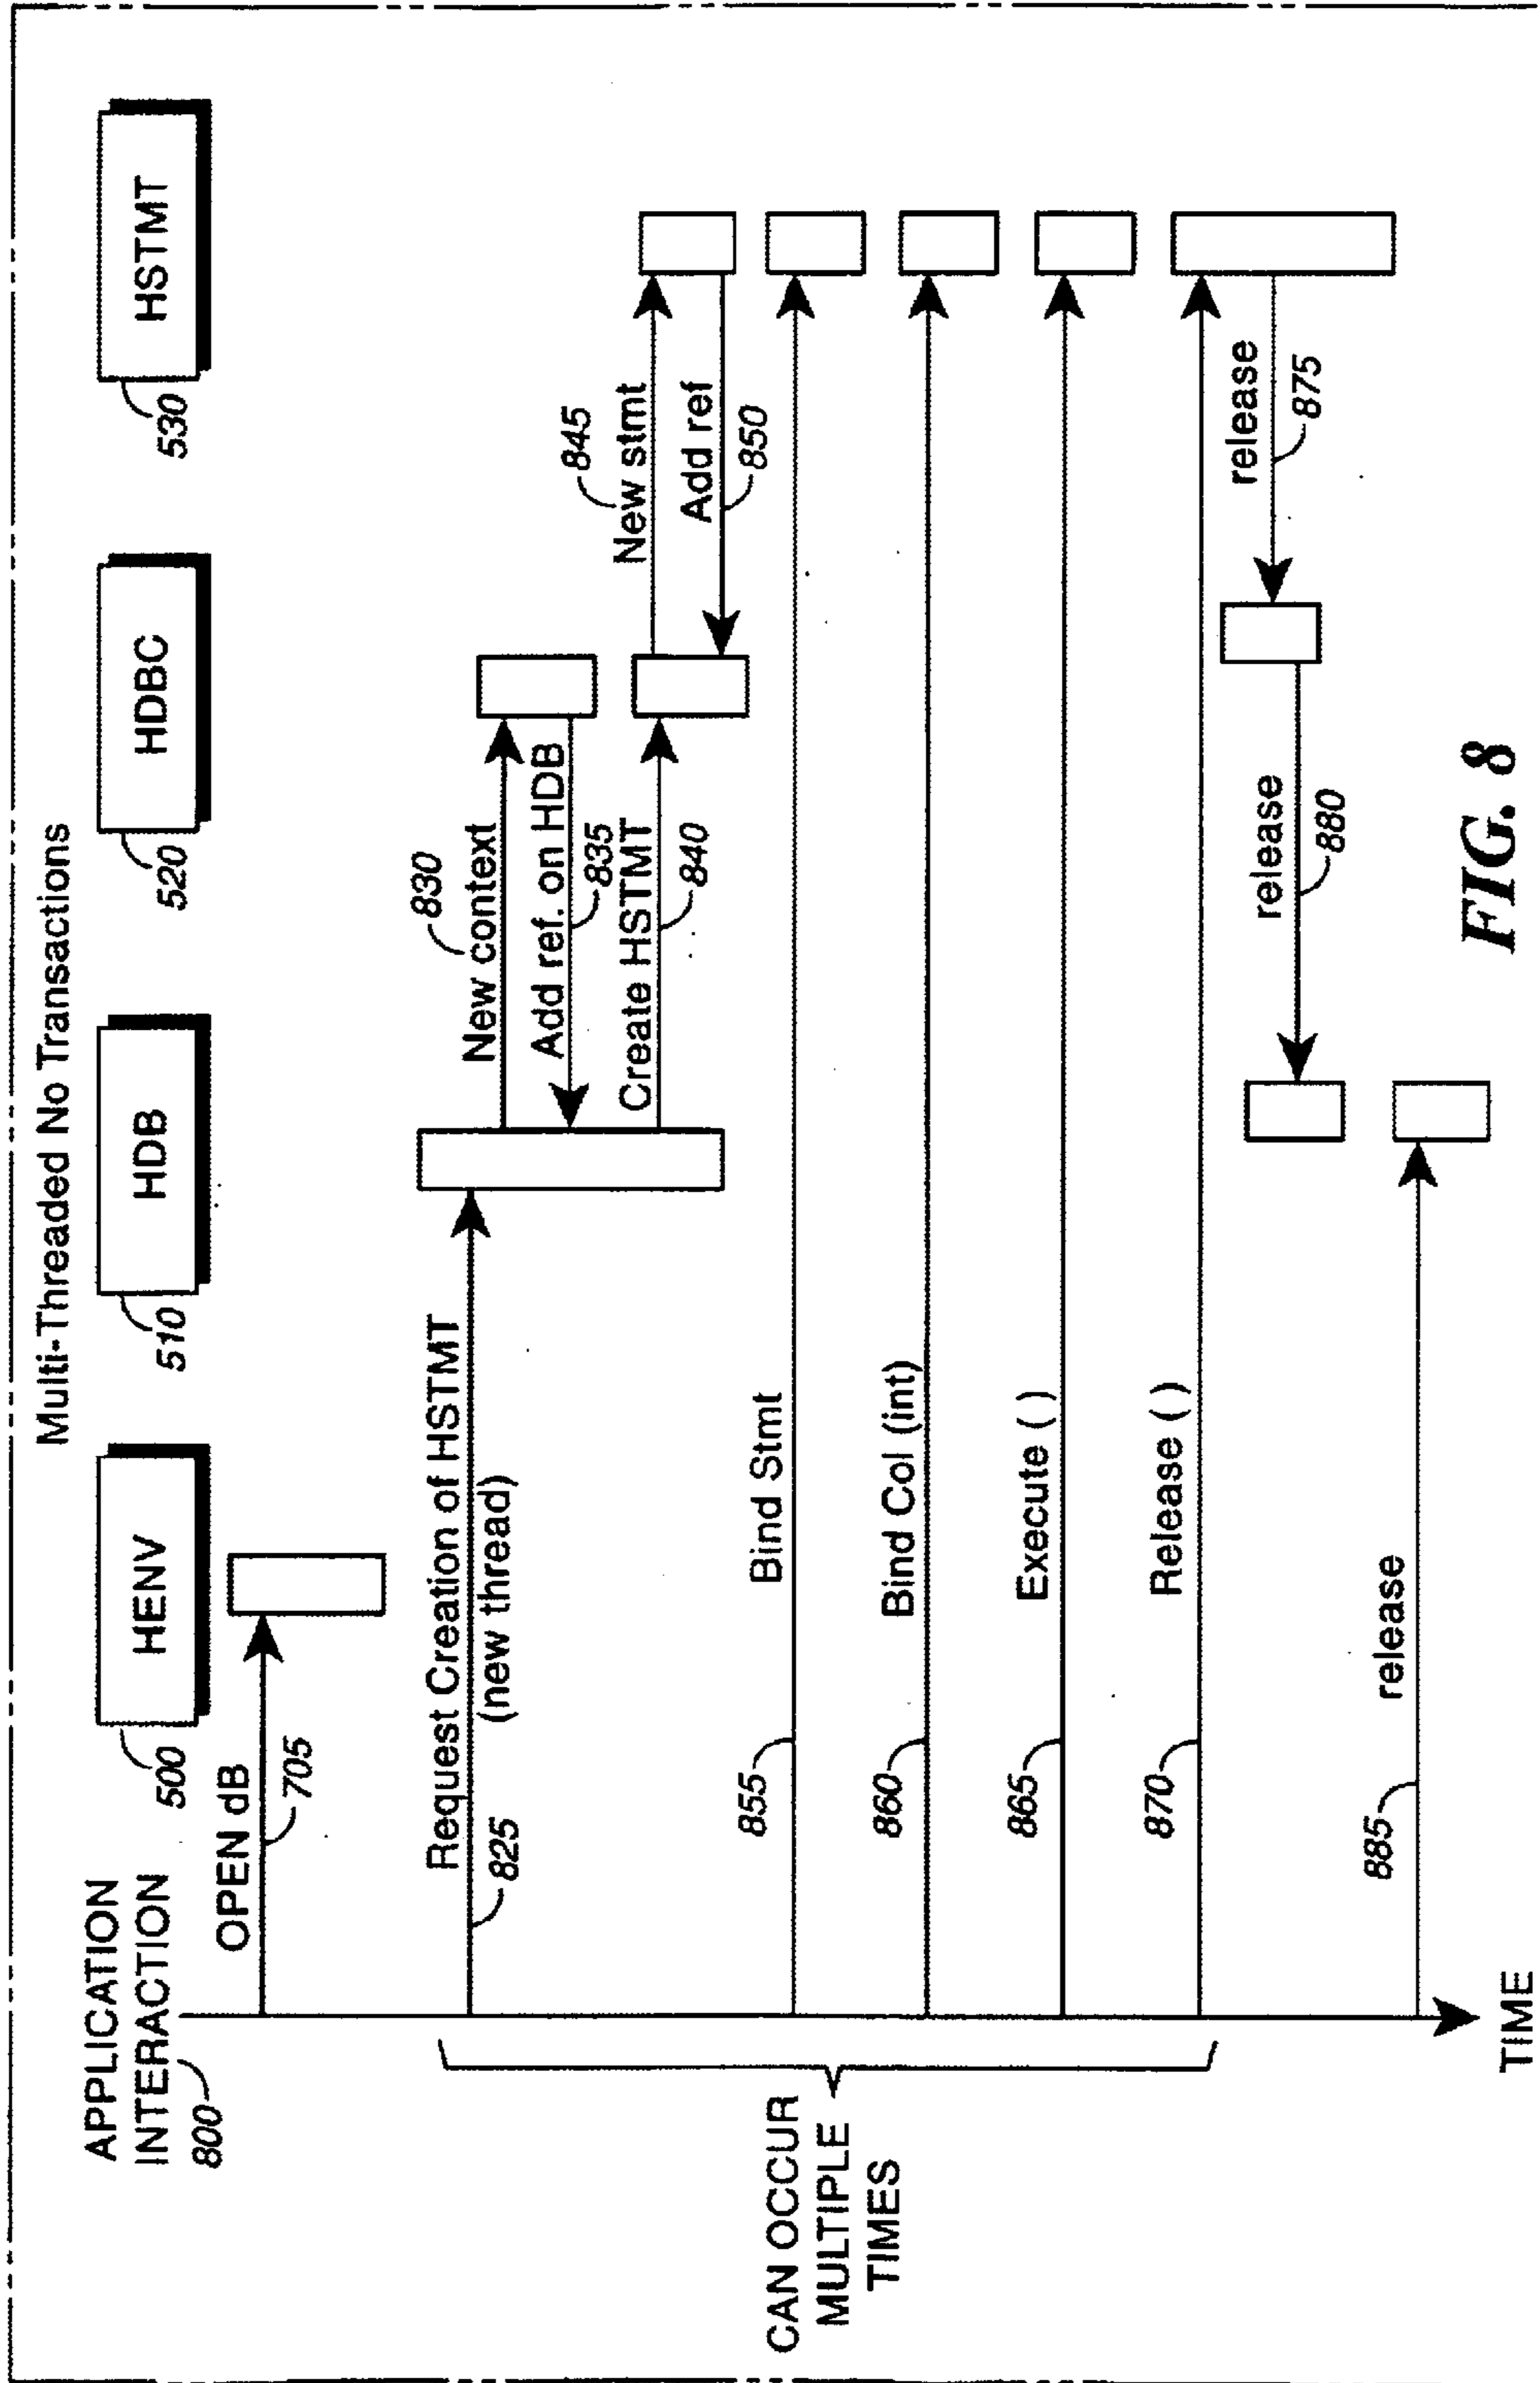 Multi-Threaded No Transactions
APPLICATION
INTERACTION
800
HENV
500
HDB
510
HDBC
520
HSTMT
530
OPEN dB
705
Request Creation of HSTMT
(new thread)
825
830
New context
Add ref. on HDB
835
Create HSTMT
840
845
New stmt
Add ref
850
CAN OCCUR
MULTIPLE
TIMES
855
Bind Stmt
860
Bind Col (int)
865
Execute ( )
870
Release ( )
release
875
release
880
885
release
TIME
FIG. 8